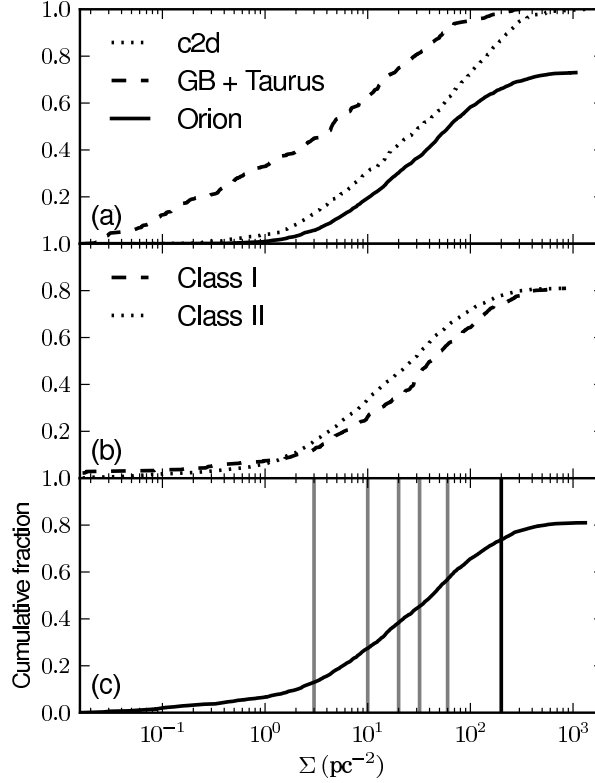 1.0
0.8
0.6
0.4
0.2
c2d
GB + Taurus
Orion
(a)
1.0
0.8
0.6
0.4
0.2
Class I
Class II
(b)
1.0
0.8
0.6
0.4
0.2
0.0
Cumulative fraction
(c)
10⁻¹ 10⁰ 10¹ 10² 10³
Σ (pc⁻²)